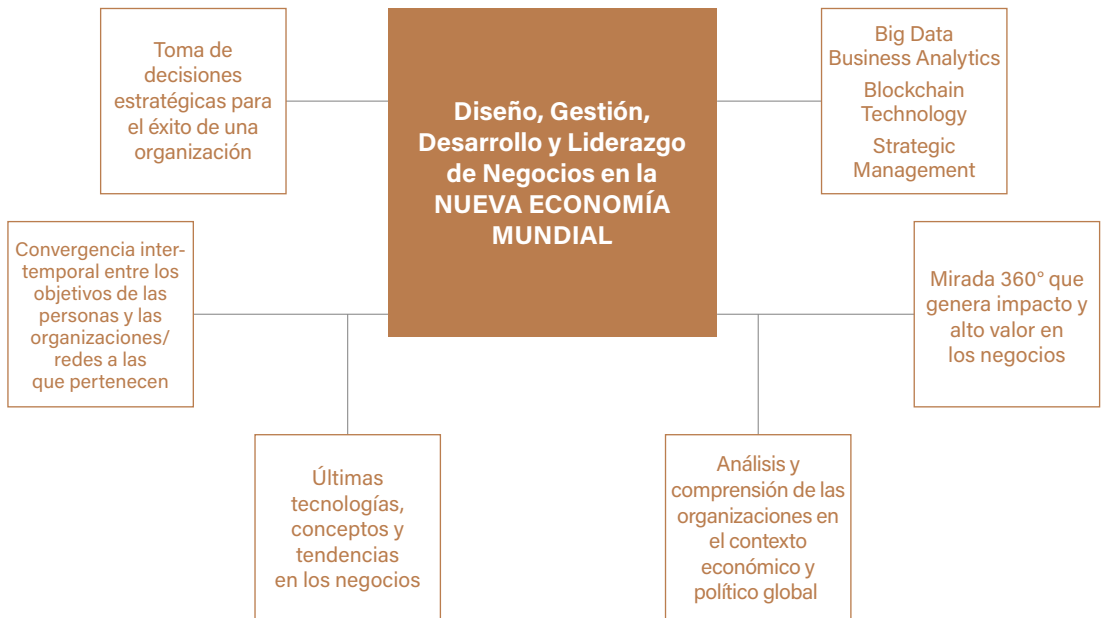 Toma de
decisiones
estratégicas para
el éxito de una
organización
Diseño, Gestión,
Desarrollo y Liderazgo
de Negocios en la
NUEVA ECONOMÍA
MUNDIAL
Big Data
Business Analytics
Blockchain
Technology
Strategic
Management
Convergencia inter-
temporal entre los
objetivos de las
personas y las
organizaciones/
redes a las
que pertenecen
Mirada 360° que
genera impacto y
alto valor en
los negocios
Últimas
tecnologías,
conceptos y
tendencias
en los negocios
Análisis y
comprensión de las
organizaciones en
el contexto
económico y
político global